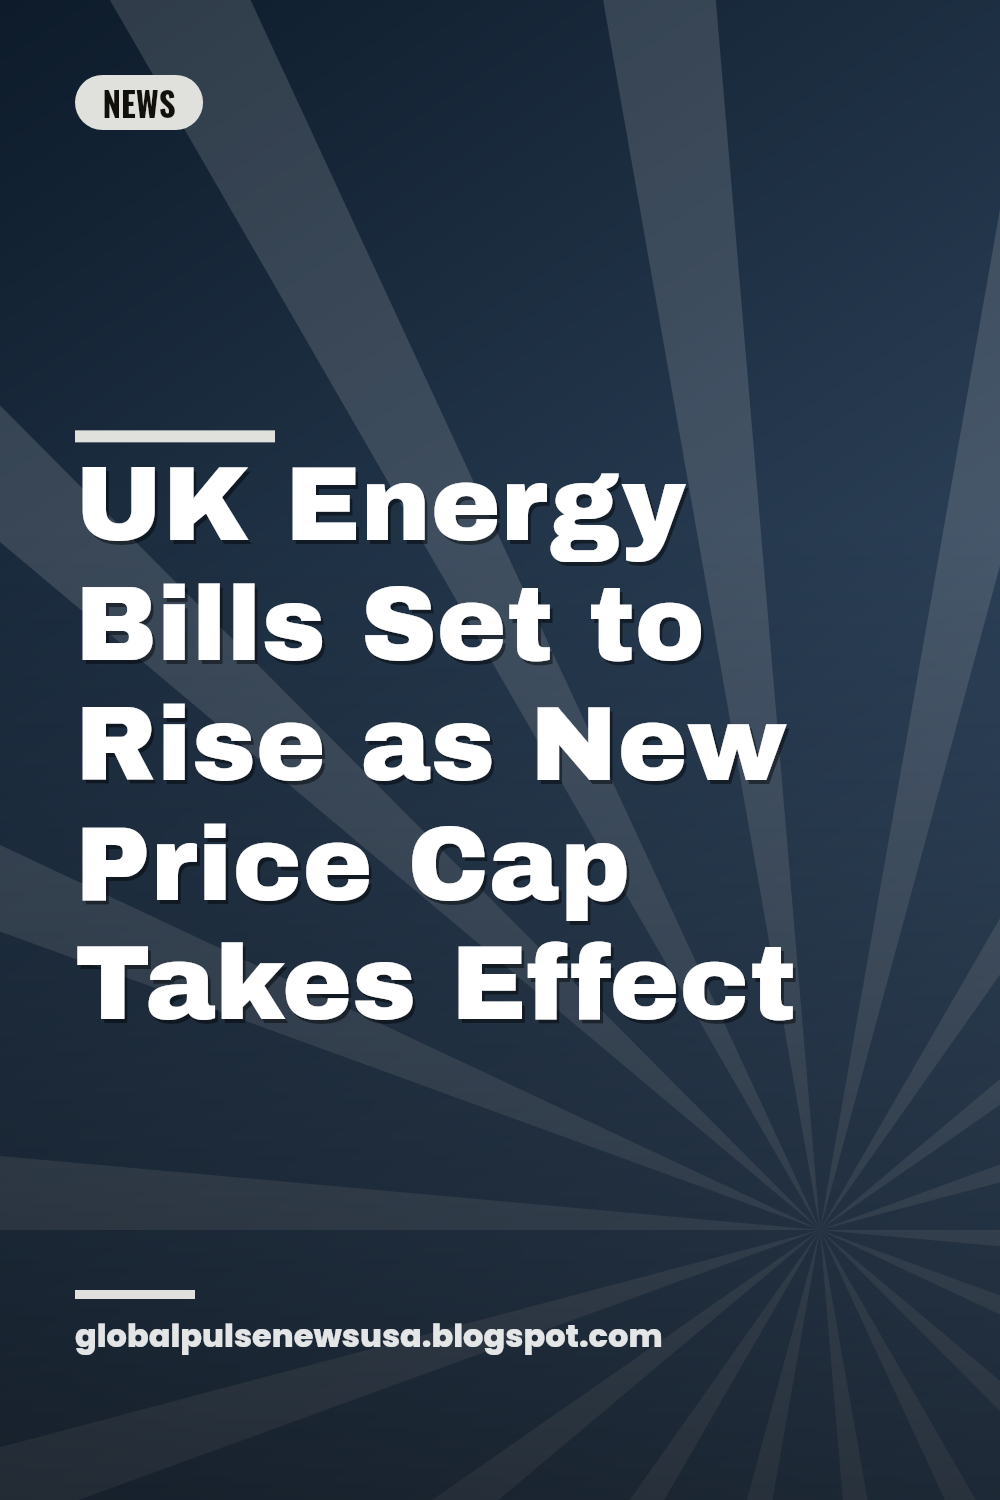 NEWS
UK Energy
Bills Set to
Rise as New
Price Cap
Takes Effect
globalpulsenewsusa.blogspot.com